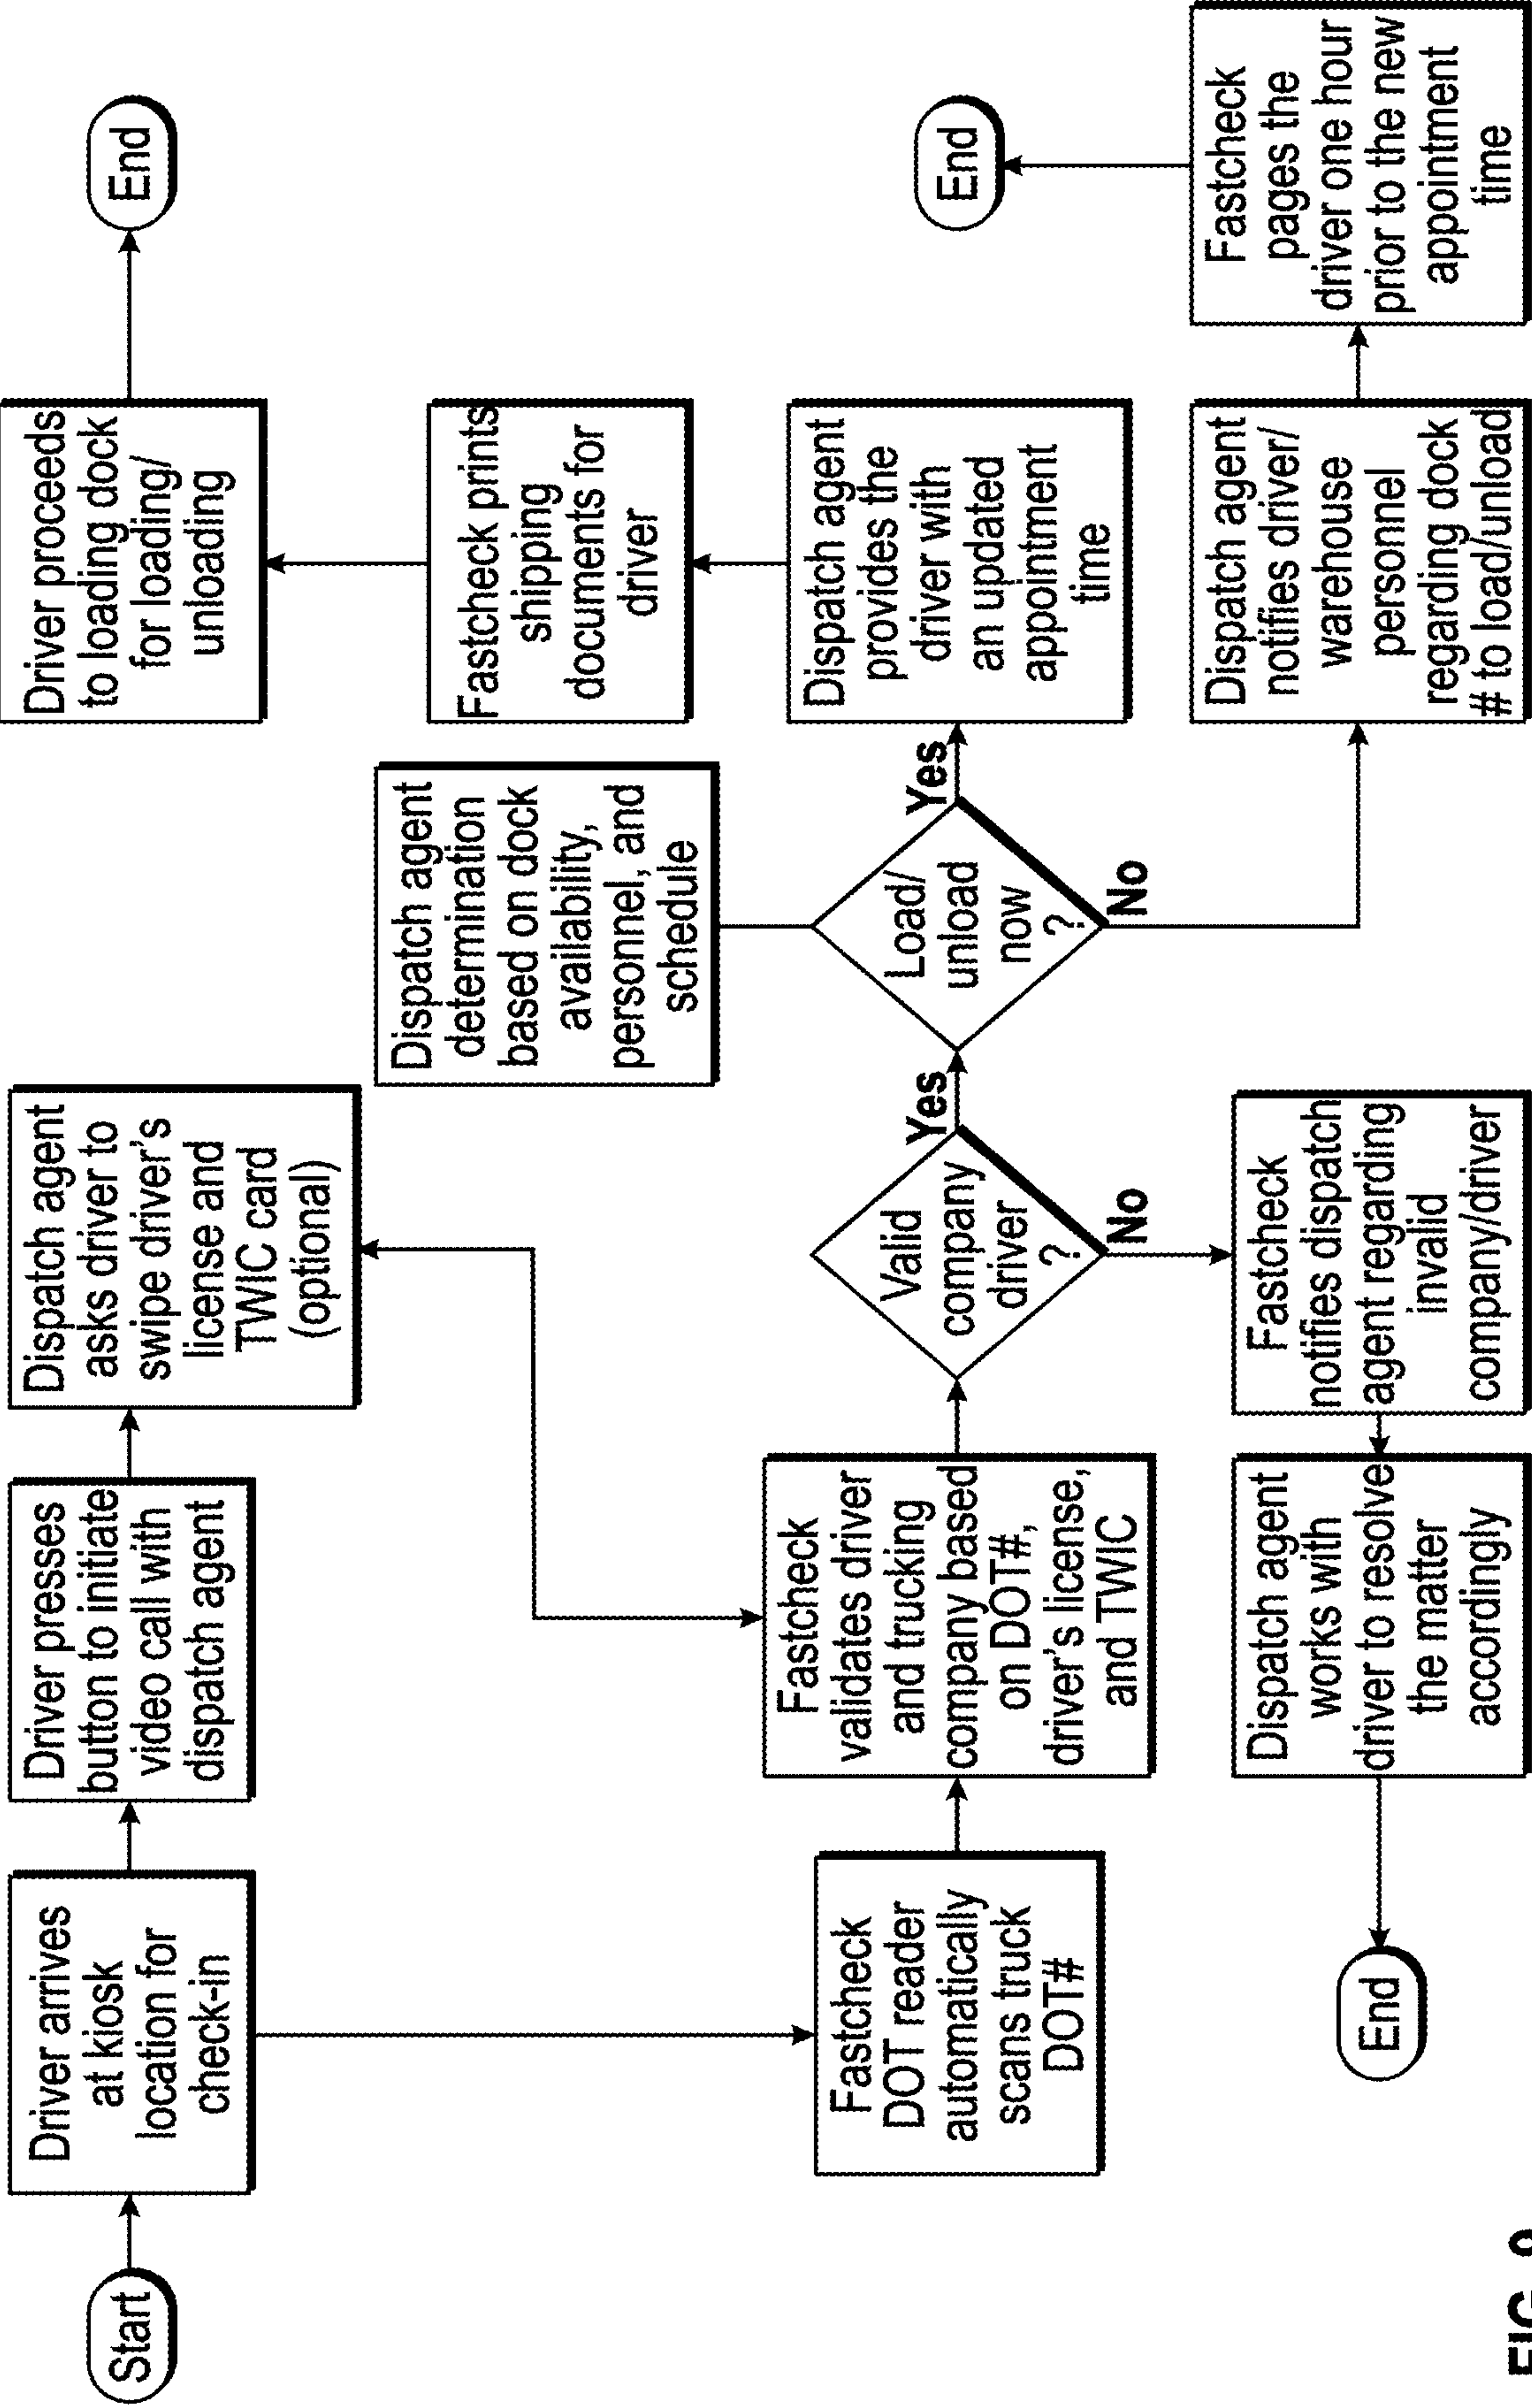 Start
Driver arrives
at kiosk
location for
check-in
Driver presses
button to initiate
video call with
dispatch agent
Dispatch agent
asks driver to
swipe driver's
license and
TWIC card
(optional)
Fastcheck
DOT reader
automatically
scans truck
DOT#
Fastcheck
validates driver
and trucking
company based
on DOT#,
driver's license,
and TWIC
Valid
company
driver
?
Yes
No
Fastcheck
notifies dispatch
agent regarding
invalid
company/driver
Dispatch agent
works with
driver to resolve
the matter
accordingly
End
Dispatch agent
determination
based on dock
availability,
personnel, and
schedule
Load/
unload
now
?
Yes
No
Dispatch agent
provides the
driver with
an updated
appointment
time
Fastcheck prints
shipping
documents for
driver
Driver proceeds
to loading dock
for loading/
unloading
End
Dispatch agent
notifies driver/
warehouse
personnel
regarding dock
# to load/unload
Fastcheck
pages the
driver one hour
prior to the new
appointment
time
End
FIG.